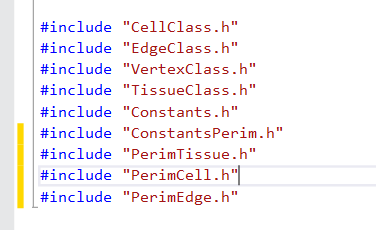 #include "CellClass.h"
#include "EdgeClass.h"
#include "VertexClass.h"
#include "TissueClass.h"
#include "Constants.h"
#include "ConstantsPerim.h"
#include "PerimTissue.h"
#include "PerimCell.h"
#include "PerimEdge.h"